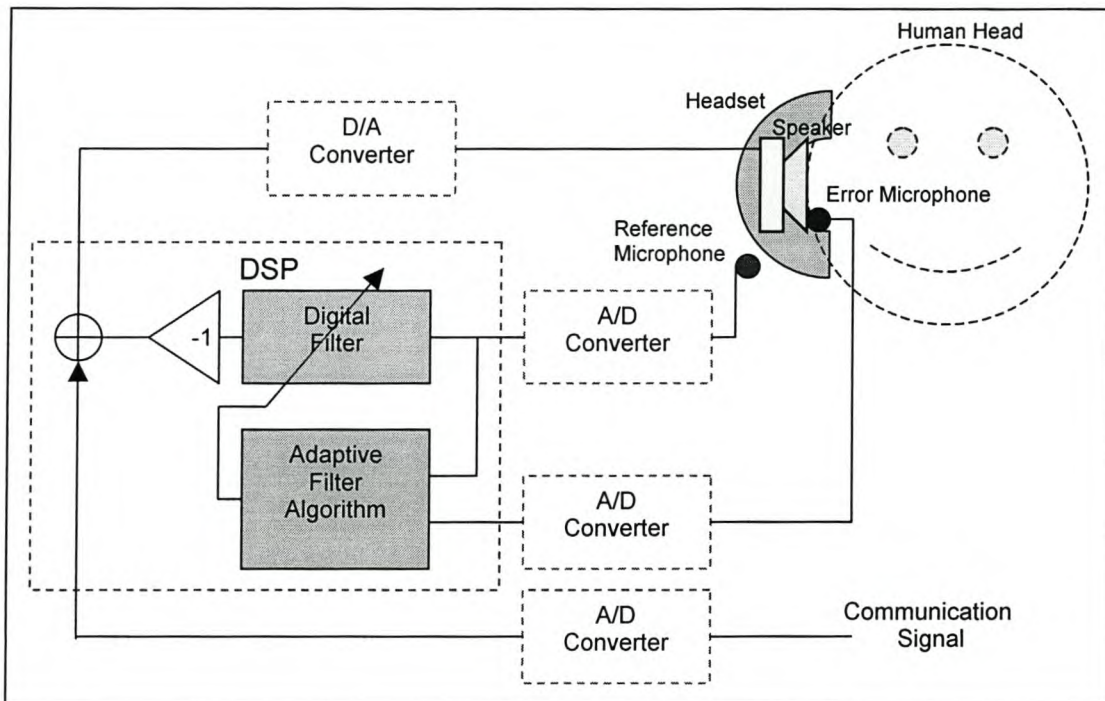 Human Head
Headset
Speaker
D/A
Converter
Error Microphone
Reference
Microphone
DSP
Digital
Filter
-1
A/D
Converter
Adaptive
Filter
Algorithm
A/D
Converter
A/D
Converter
Communication
Signal